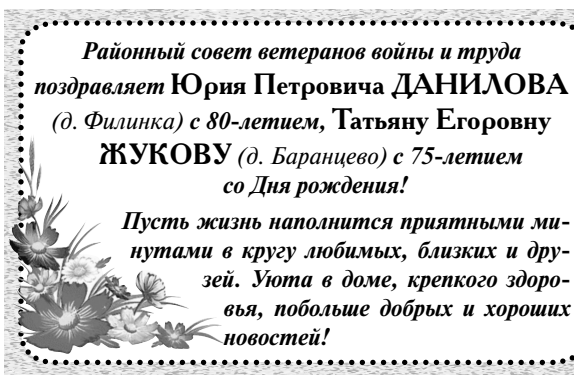 Районный совет ветеранов войны и труда
поздравляет Юрия Петровича ДАНИЛОВА
(д. Филинка) с 80-летием, Татьяну Егоровну
ЖУКОВУ (д. Баранцево) с 75-летием
со Дня рождения!
Пусть жизнь наполнится приятными ми-
нутами в кругу любимых, близких и дру-
зей. Уюта в доме, крепкого здоро-
вья, побольше добрых и хороших
новостей!